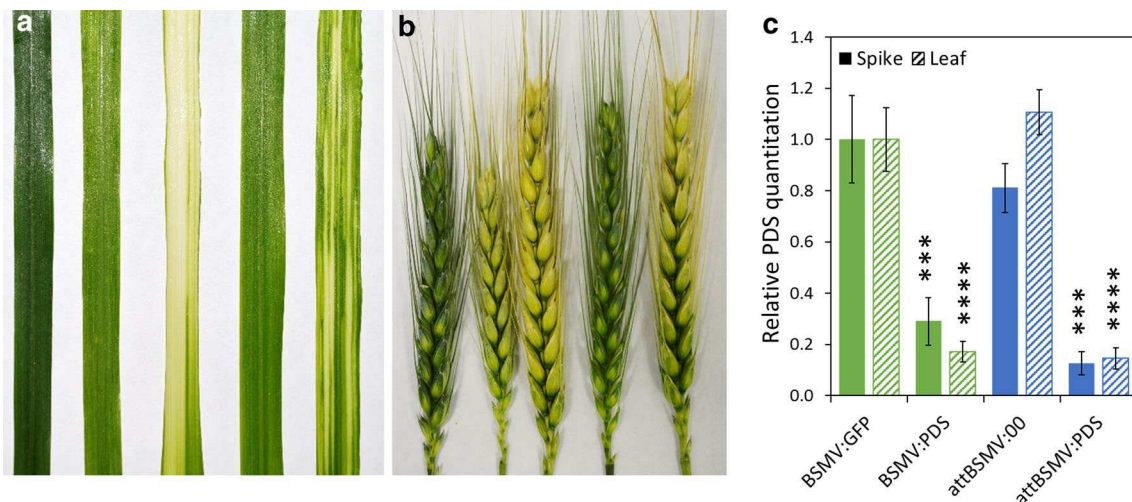 a
b
c
1.4
1.2
1.0
0.8
0.6
0.4
0.2
0.0
Relative PDS quantitation
Spike
Leaf
***
****
***
****
BSMV:GFP
BSMV:PDS
attBSMV:00
attBSMV:PDS